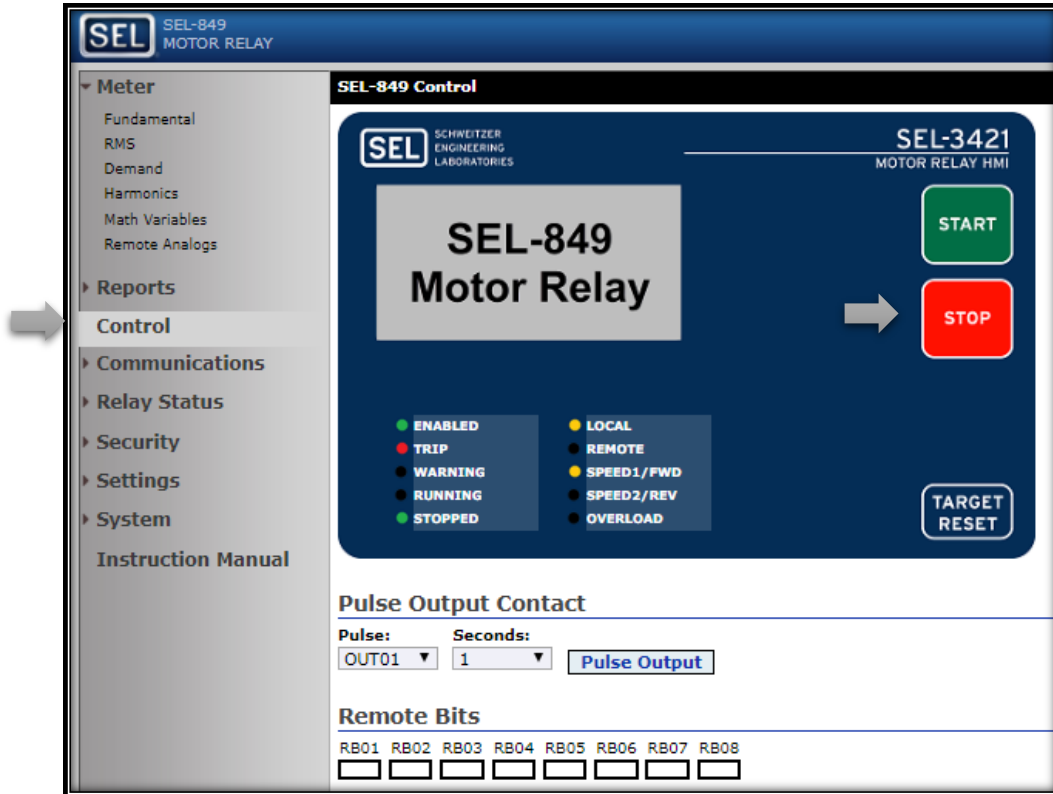 SEL SEL-849
MOTOR RELAY
Meter
Fundamental
RMS
Demand
Harmonics
Math Variables
Remote Analogs
Reports
Control
Communications
Relay Status
Security
Settings
System
Instruction Manual
SEL-849 Control
SEL SCHWEITZER
ENGINEERING
LABORATORIES
SEL-3421
MOTOR RELAY HMI
SEL-849
Motor Relay
START
STOP
ENABLED
TRIP
WARNING
RUNNING
STOPPED
LOCAL
REMOTE
SPEED1/FWD
SPEED2/REV
OVERLOAD
TARGET
RESET
Pulse Output Contact
Pulse: Seconds:
OUT01 1 Pulse Output
Remote Bits
RB01 RB02 RB03 RB04 RB05 RB06 RB07 RB08